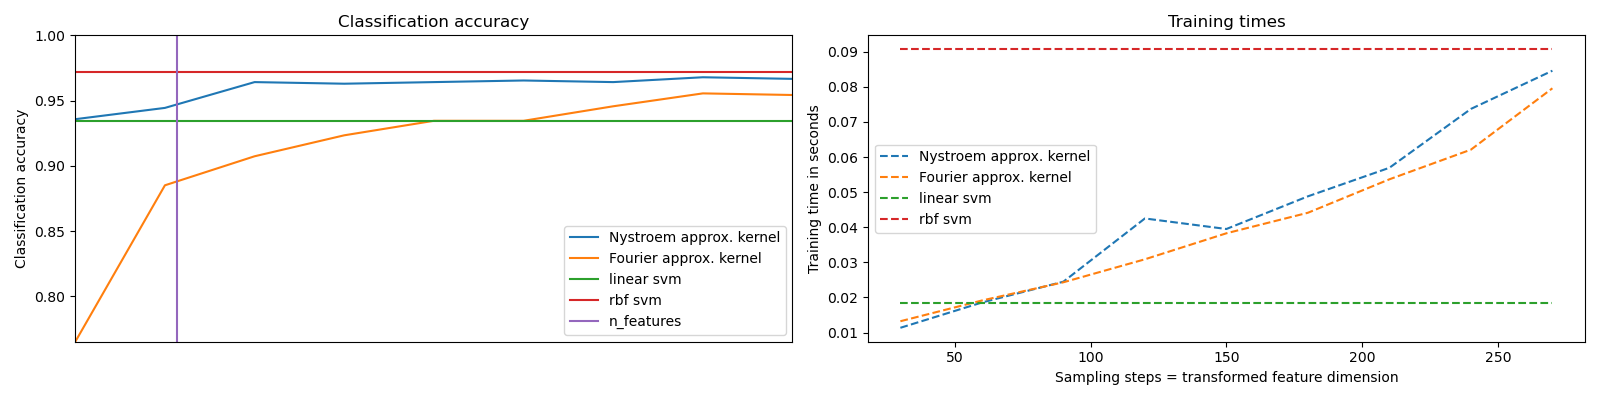 Classification accuracy
Classification accuracy
1.00
0.95
0.90
0.85
0.80
Nystroem approx. kernel
Fourier approx. kernel
linear svm
rbf svm
n_features
Training times
Training time in seconds
0.09
0.08
0.07
0.06
0.05
0.04
0.03
0.02
0.01
Nystroem approx. kernel
Fourier approx. kernel
linear svm
rbf svm
50 100 150 200 250
Sampling steps = transformed feature dimension